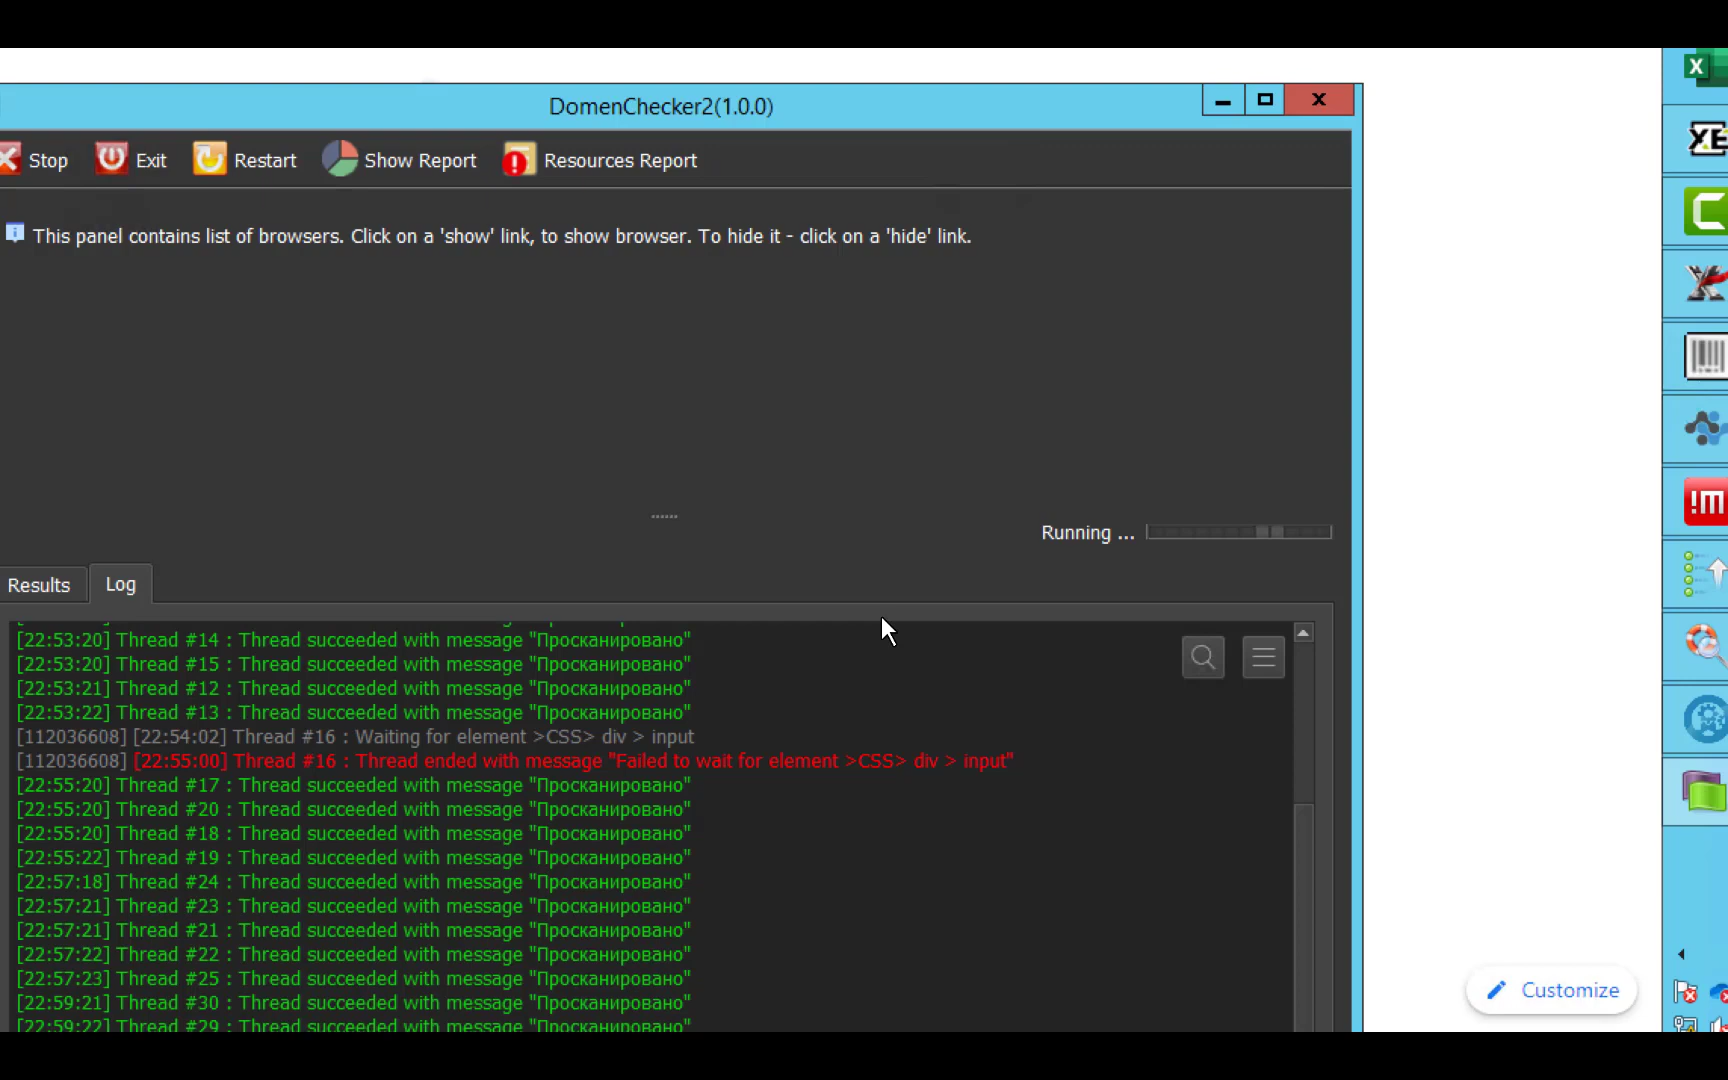 DomenChecker2(1.0.0)
Stop Exit Restart Show Report Resources Report
This panel contains list of browsers. Click on a 'show' link, to show browser. To hide it - click on a 'hide' link.
Running ...
Results Log
[22:53:20] Thread #14 : Thread succeeded with message "Просканировано"
[22:53:20] Thread #15 : Thread succeeded with message "Просканировано"
[22:53:21] Thread #12 : Thread succeeded with message "Просканировано"
[22:53:22] Thread #13 : Thread succeeded with message "Просканировано"
[112036608] [22:54:02] Thread #16 : Waiting for element >CSS> div > input
[112036608] [22:55:00] Thread #16 : Thread ended with message "Failed to wait for element >CSS> div > input"
[22:55:20] Thread #17 : Thread succeeded with message "Просканировано"
[22:55:20] Thread #20 : Thread succeeded with message "Просканировано"
[22:55:20] Thread #18 : Thread succeeded with message "Просканировано"
[22:55:22] Thread #19 : Thread succeeded with message "Просканировано"
[22:57:18] Thread #24 : Thread succeeded with message "Просканировано"
[22:57:21] Thread #23 : Thread succeeded with message "Просканировано"
[22:57:21] Thread #21 : Thread succeeded with message "Просканировано"
[22:57:22] Thread #22 : Thread succeeded with message "Просканировано"
[22:57:23] Thread #25 : Thread succeeded with message "Просканировано"
[22:59:21] Thread #30 : Thread succeeded with message "Просканировано"
[22:59:22] Thread #29 : Thread succeeded with message "Просканировано"
Customize
X
XE
C
!m